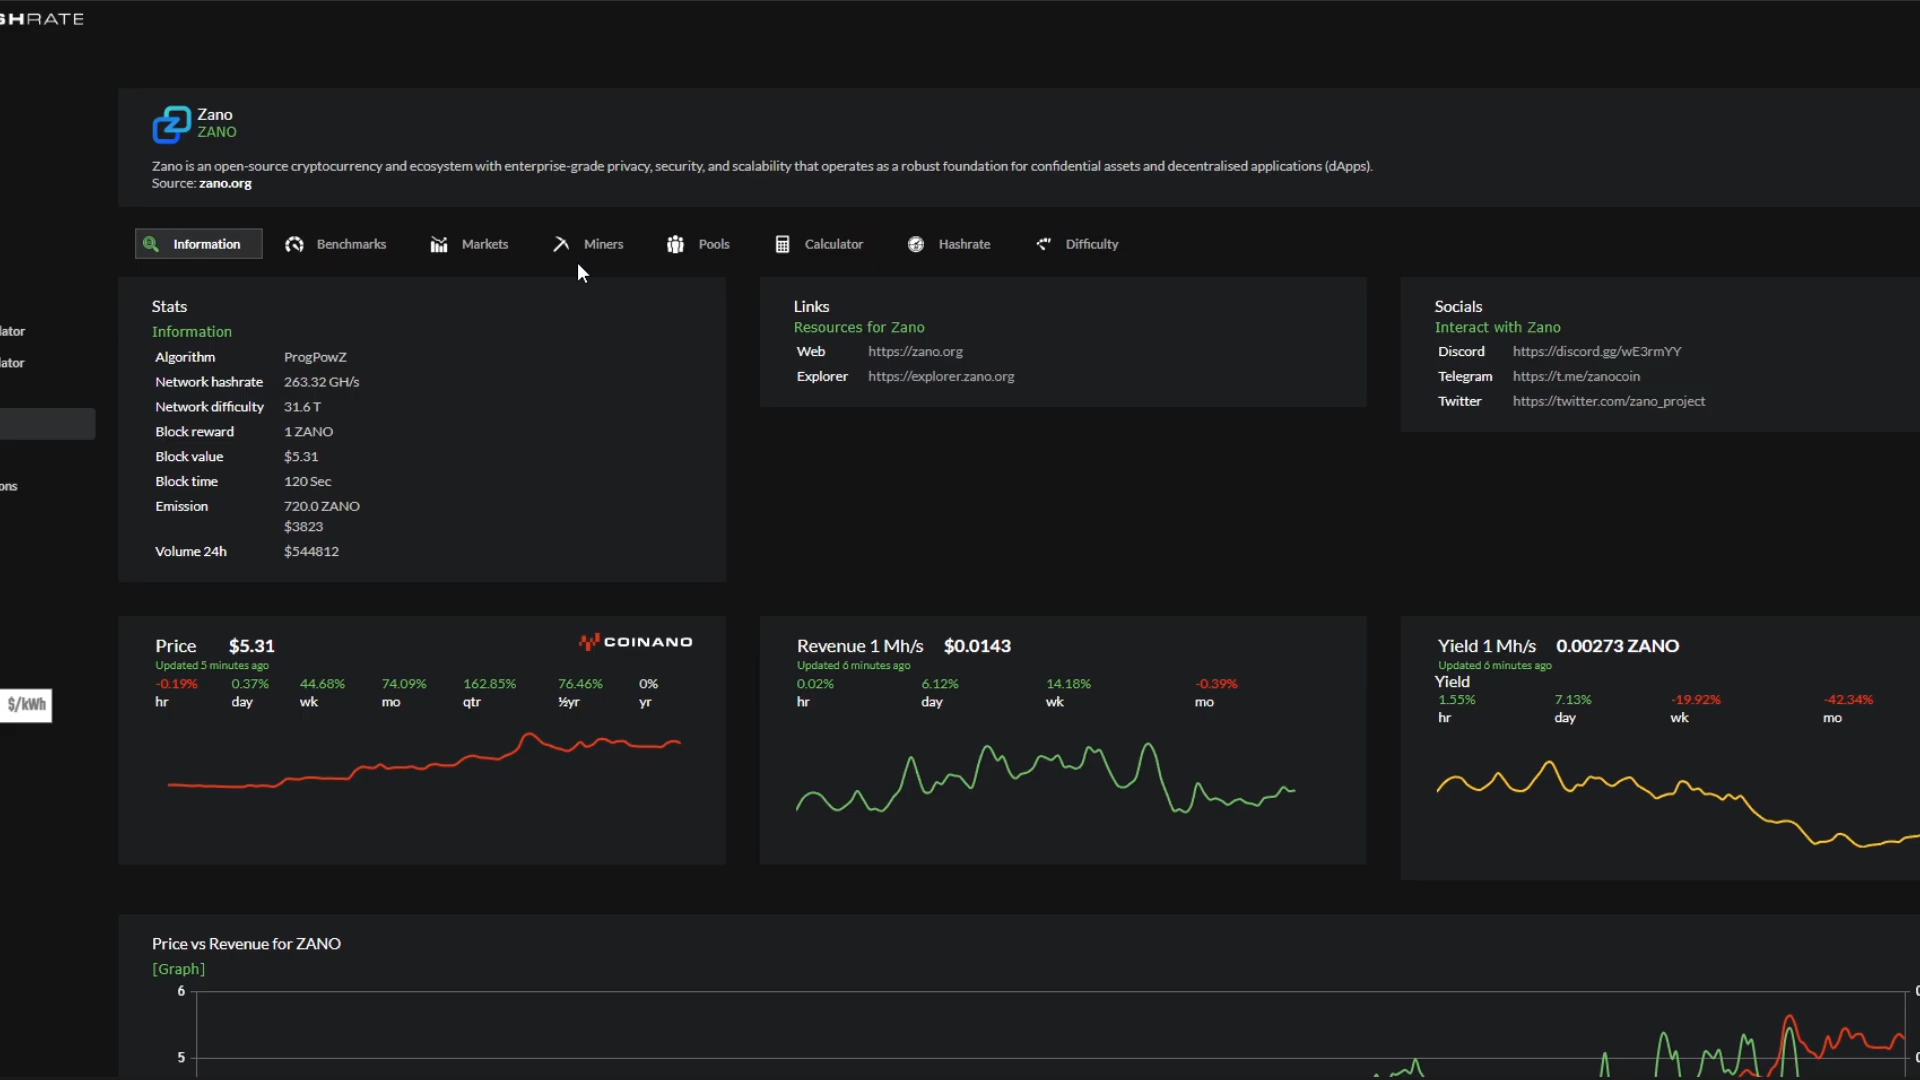 SHRATE
Zano
ZANO
Zano is an open-source cryptocurrency and ecosystem with enterprise-grade privacy, security, and scalability that operates as a robust foundation for confidential assets and decentralised applications (dApps).
Source: zano.org
Information Benchmarks Markets Miners Pools Calculator Hashrate Difficulty
Stats
Information
Algorithm ProgPowZ
Network hashrate 263.32 GH/s
Network difficulty 31.6 T
Block reward 1 ZANO
Block value $5.31
Block time 120 Sec
Emission 720.0 ZANO
$3823
Volume 24h $544812
Links
Resources for Zano
Web https://zano.org
Explorer https://explorer.zano.org
Socials
Interact with Zano
Discord https://discord.gg/wE3rmYY
Telegram https://t.me/zanocoin
Twitter https://twitter.com/zano_project
lator
lator
ons
$/kWh
Price $5.31
COINANO
Updated 5 minutes ago
-0.19% 0.37% 44.68% 74.09% 162.85% 76.46% 0%
hr day wk mo qtr ½yr yr
Revenue 1 Mh/s $0.0143
Updated 6 minutes ago
0.02% 6.12% 14.18% -0.39%
hr day wk mo
Yield 1 Mh/s 0.00273 ZANO
Updated 6 minutes ago
Yield
1.55% 7.13% -19.92% -42.34%
hr day wk mo
Price vs Revenue for ZANO
[Graph]
6
5